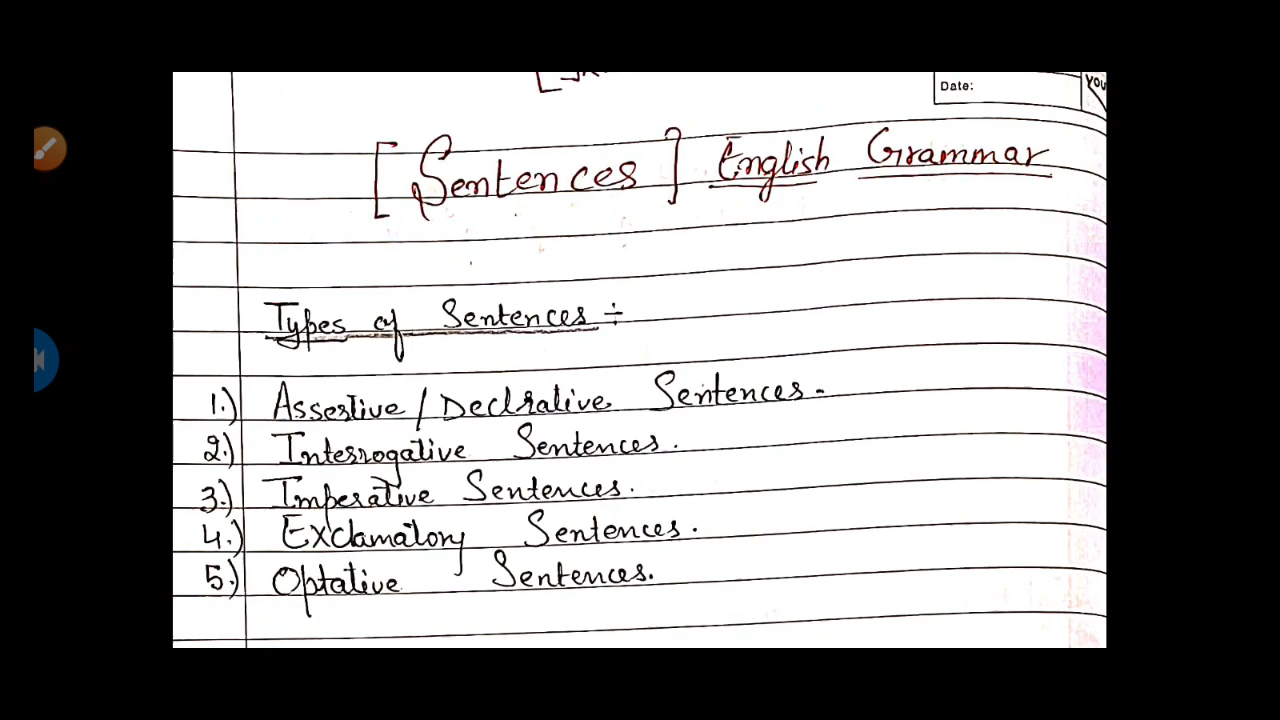 Date:
You
[Sentences] English Grammar
Types of Sentences ÷
1.) Assertive / Declrative Sentences.
2.) Interrogative Sentences.
3.) Imperative Sentences.
4.) Exclamatory Sentences.
5.) Optative Sentences.